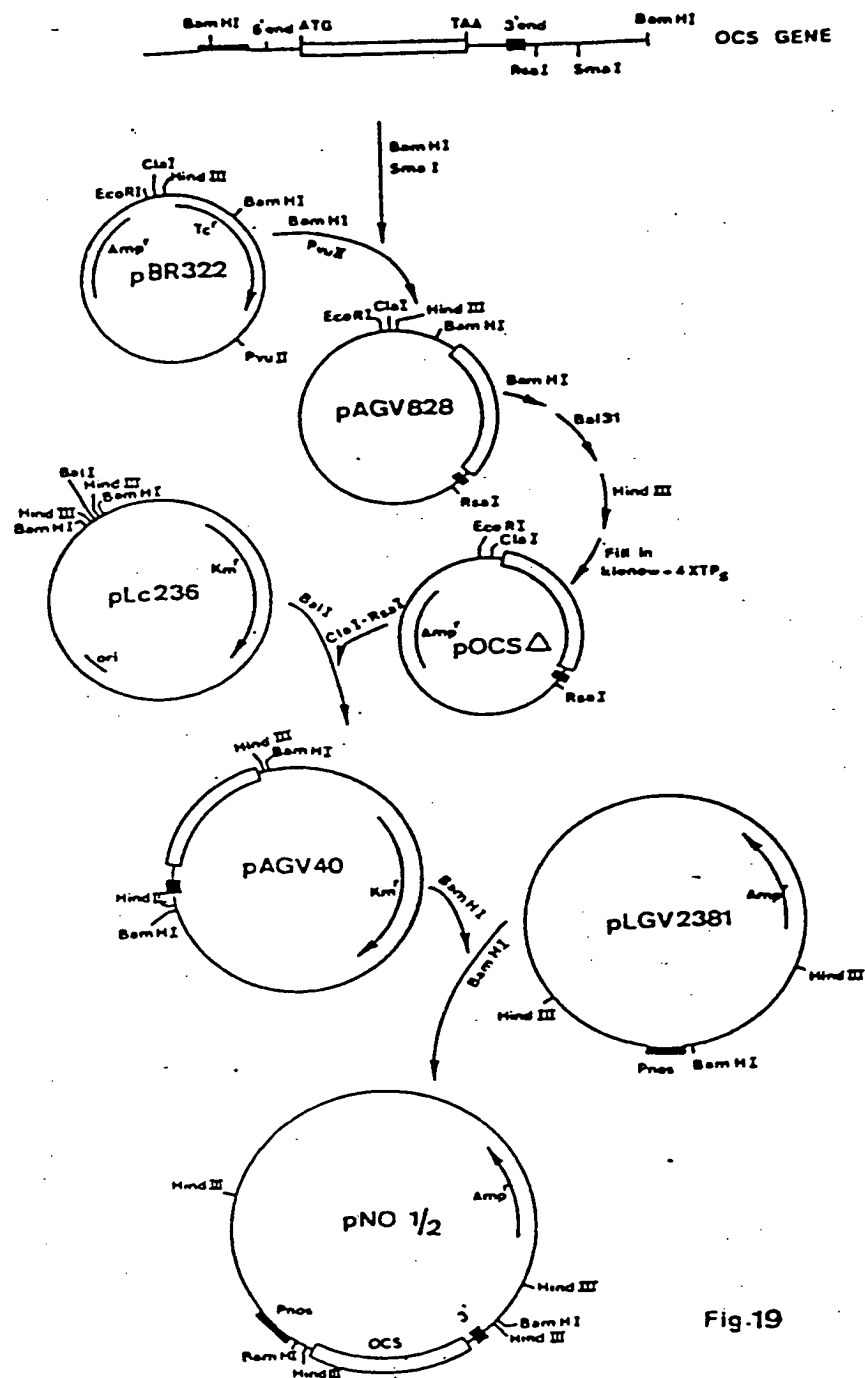 BamHI 5'end ATG TAA 3'end BamHI
OCS GENE
RsaI SmaI
BamHI
SmaI
ClaI
EcoRI HindIII
BamHI
Tcʳ
Ampʳ
pBR322
PvuII
BamHI
PvuII
ClaI
EcoRI HindIII
BamHI
pAGV828
RsaI
BamHI
Bal31
HindIII
Fill in
klenow+4XTPs
BalI
HindIII
HindIII BamHI
BamHI
Kmʳ
pLc236
ori
BalI
ClaI-RsaI
EcoRI
ClaI
Ampʳ
pOCSΔ
RsaI
HindIII
BamHI
pAGV40
Kmʳ
HindIII
BamHI
BamHI
BamHI
Ampʳ
pLGV2381
HindIII
HindIII
Pnos BamHI
HindIII
Ampʳ
pNO 1/2
HindIII
Pnos
3'
BamHI
HindIII
BamHI
OCS
HindIII
Fig.19